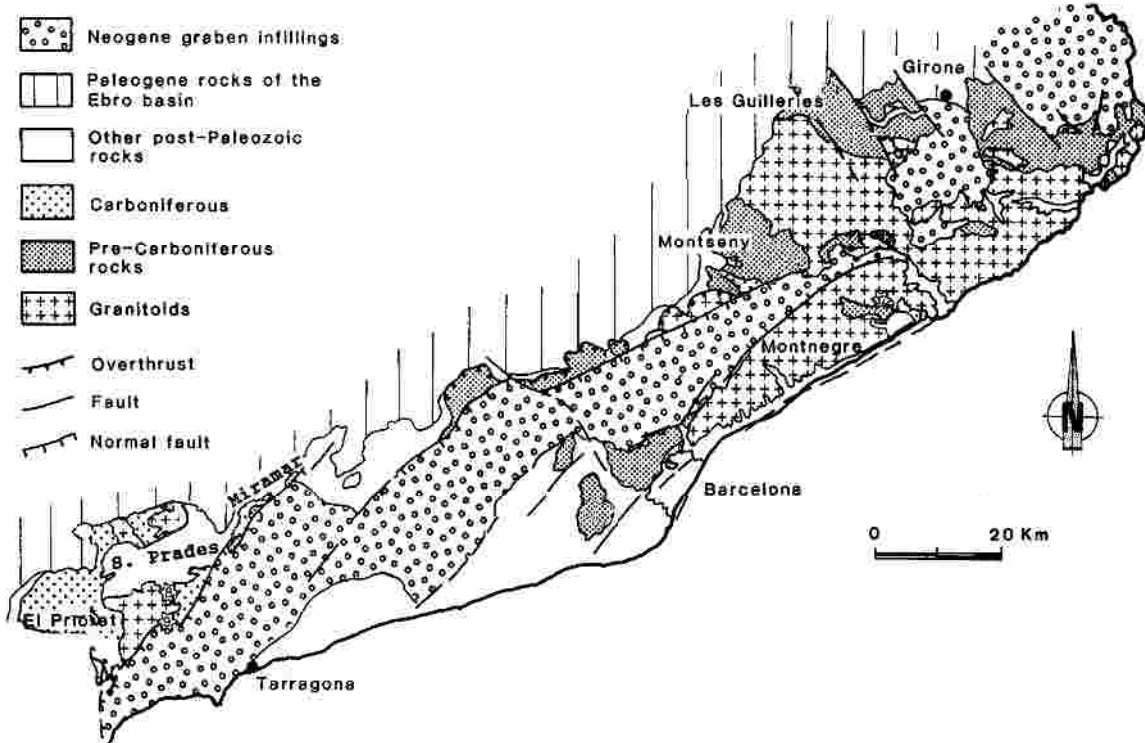 Neogene graben infillings
Paleogene rocks of the
Ebro basin
Other post-Paleozoic
rocks
Carboniferous
Pre-Carboniferous
rocks
Granitoids
Overthrust
Fault
Normal fault
Girona
Les Guilleries
Montseny
Montnegre
Barcelona
Miramar
S. Prades
El Priorat
Tarragona
N
0 20 Km